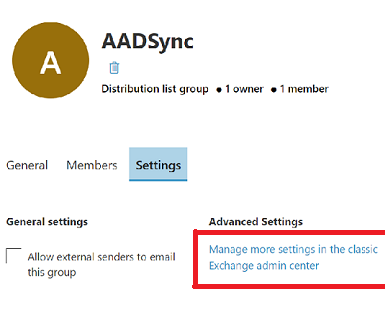 A
AADSync
Distribution list group ● 1 owner ● 1 member
General Members Settings
General settings
Allow external senders to email
this group
Advanced Settings
Manage more settings in the classic
Exchange admin center